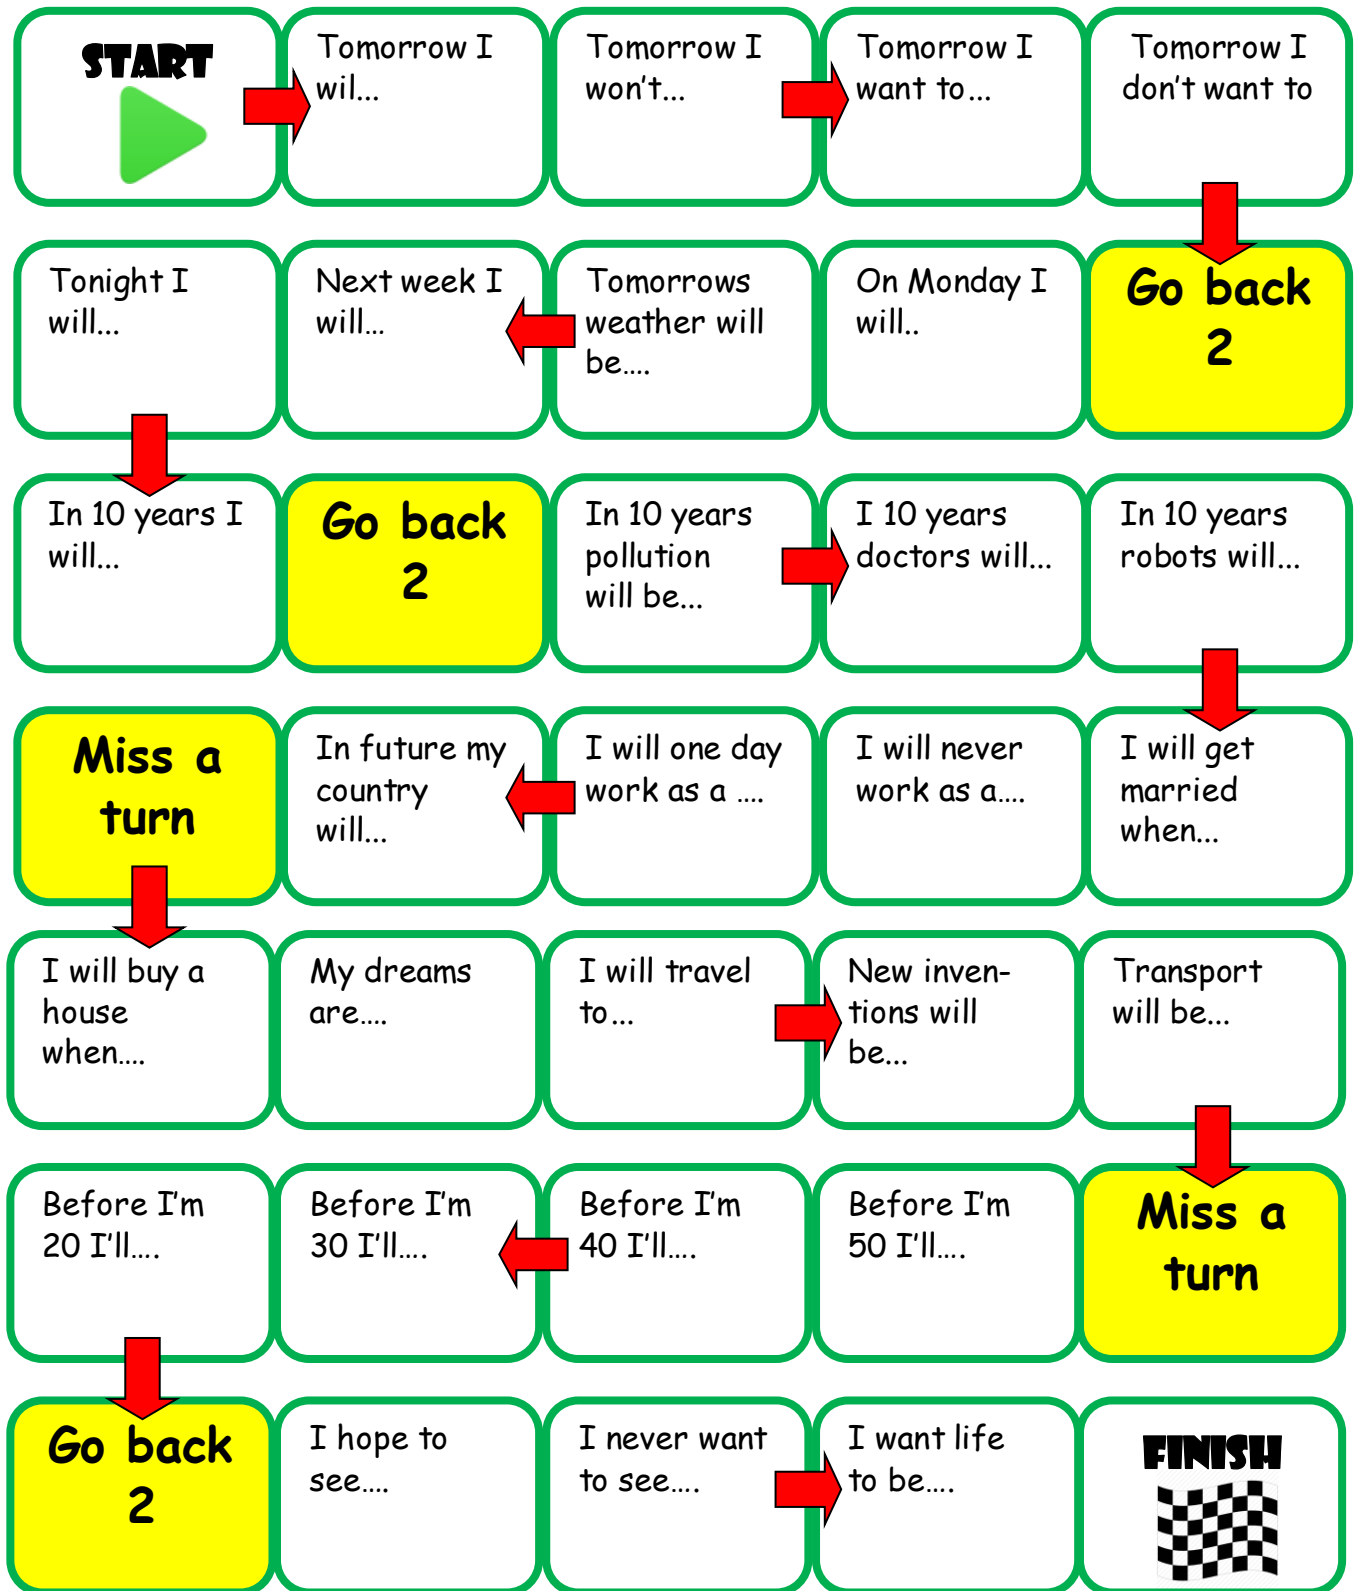 START
Tomorrow I
wil...
Tomorrow I
won't...
Tomorrow I
want to...
Tomorrow I
don't want to
Tonight I
will...
Next week I
will...
Tomorrows
weather will
be....
On Monday I
will..
Go back
2
In 10 years I
will...
Go back
2
In 10 years
pollution
will be...
I 10 years
doctors will...
In 10 years
robots will...
Miss a
turn
In future my
country
will...
I will one day
work as a ....
I will never
work as a....
I will get
married
when...
I will buy a
house
when....
My dreams
are....
I will travel
to...
New inven-
tions will
be...
Transport
will be...
Before I'm
20 I'll....
Before I'm
30 I'll....
Before I'm
40 I'll....
Before I'm
50 I'll....
Miss a
turn
Go back
2
I hope to
see....
I never want
to see....
I want life
to be....
FINISH